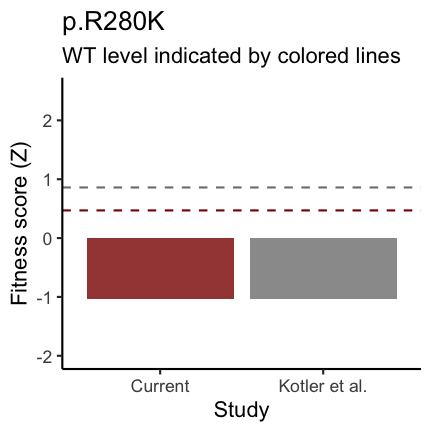 p.R280K
WT level indicated by colored lines
Fitness score (Z)
2
1
0
-1
-2
Current
Kotler et al.
Study